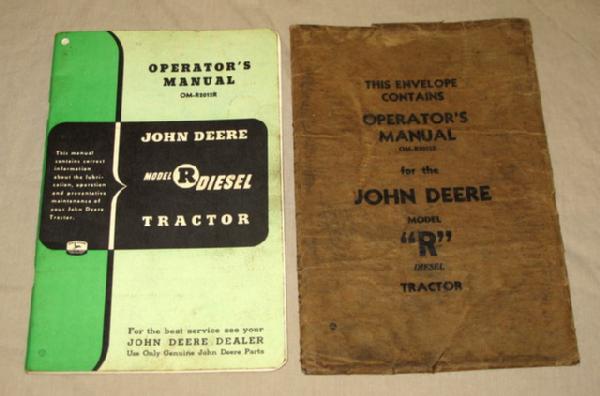 OPERATOR'S
MANUAL
OM-R2012R
This manual
contains correct
information
about the lubri-
cation, operation
and preventative
maintenance of
your John Deere
Tractor.
JOHN DEERE
MODEL R DIESEL
TRACTOR
For the best service see your
JOHN DEERE DEALER
Use Only Genuine John Deere Parts
THIS ENVELOPE
CONTAINS
OPERATOR'S
MANUAL
for the
JOHN DEERE
MODEL
"R"
DIESEL
TRACTOR